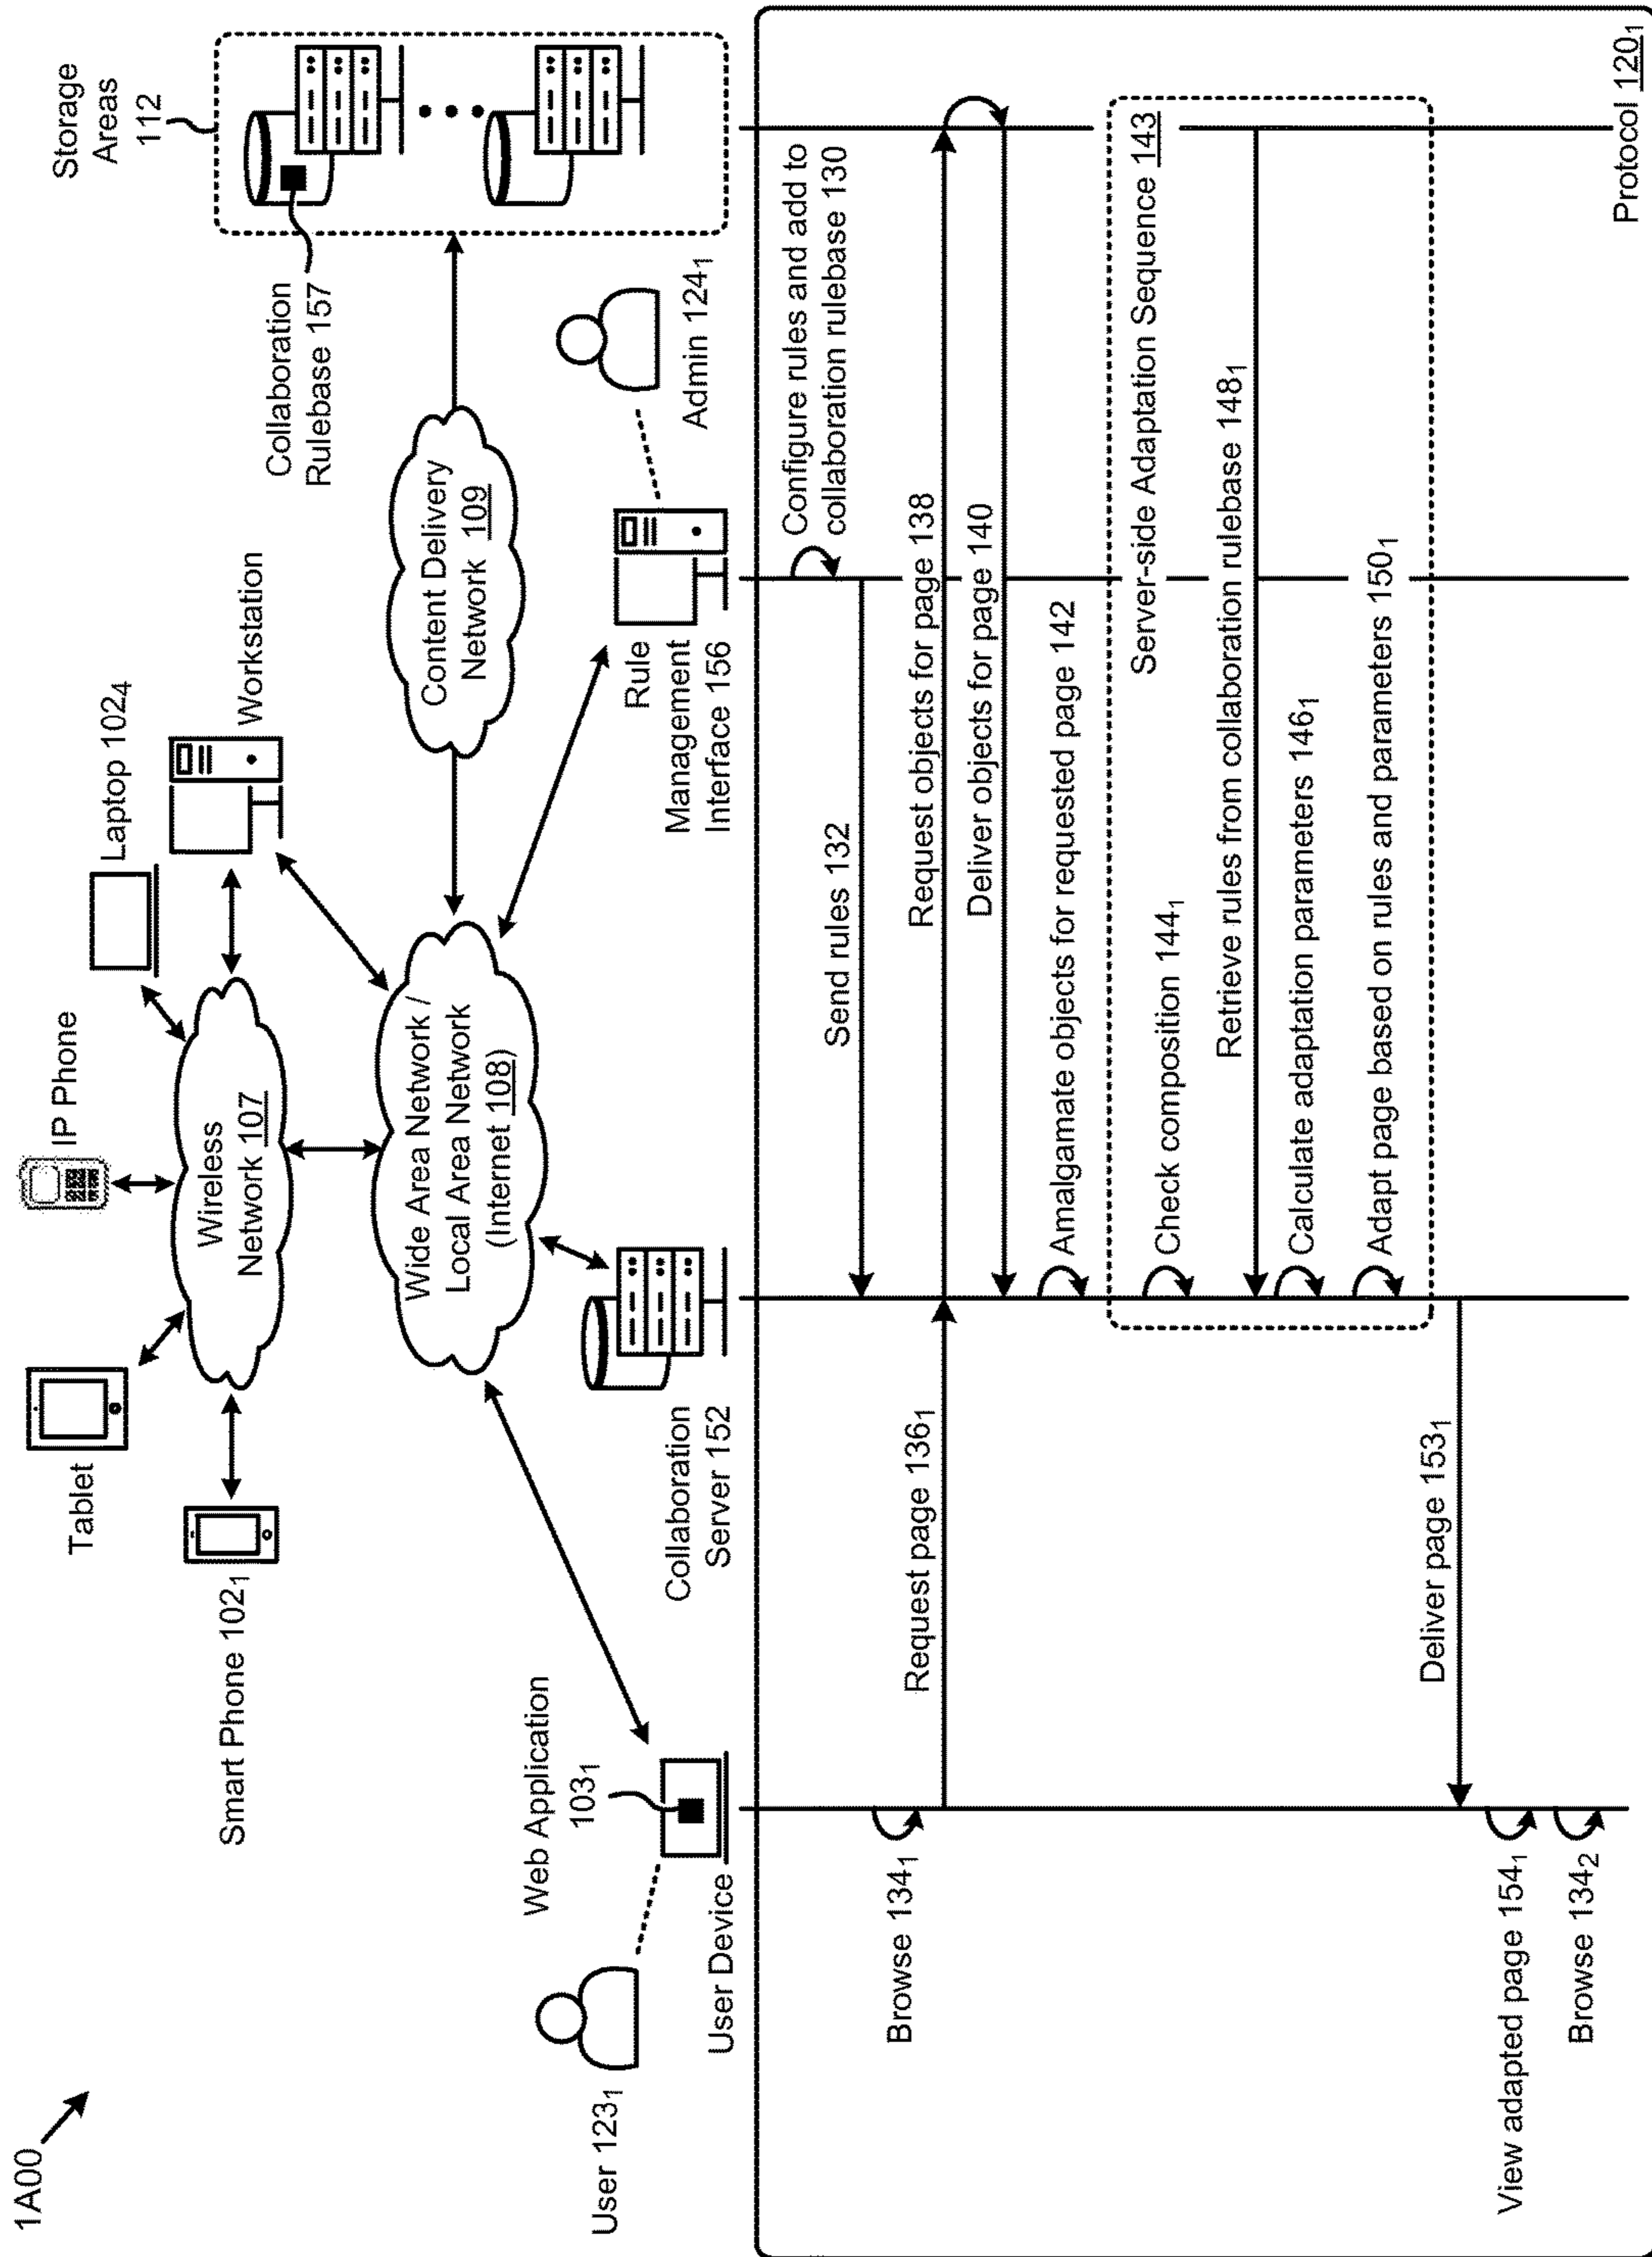 1A00
Tablet
IP Phone
Laptop 102₄
Smart Phone 102₁
Wireless
Network 107
Workstation
Storage
Areas
112
Wide Area Network /
Local Area Network
(Internet 108)
Content Delivery
Network 109
Collaboration
Rulebase 157
Web Application
103₁
User 123₁
User Device
Collaboration
Server 152
Rule
Management
Interface 156
Admin 124₁
Configure rules and add to
collaboration rulebase 130
Send rules 132
Browse 134₁
Request page 136₁
Request objects for page 138
Deliver objects for page 140
Amalgamate objects for requested page 142
Server-side Adaptation Sequence 143
Check composition 144₁
Retrieve rules from collaboration rulebase 148₁
Calculate adaptation parameters 146₁
Adapt page based on rules and parameters 150₁
Deliver page 153₁
View adapted page 154₁
Browse 134₂
Protocol 120₁